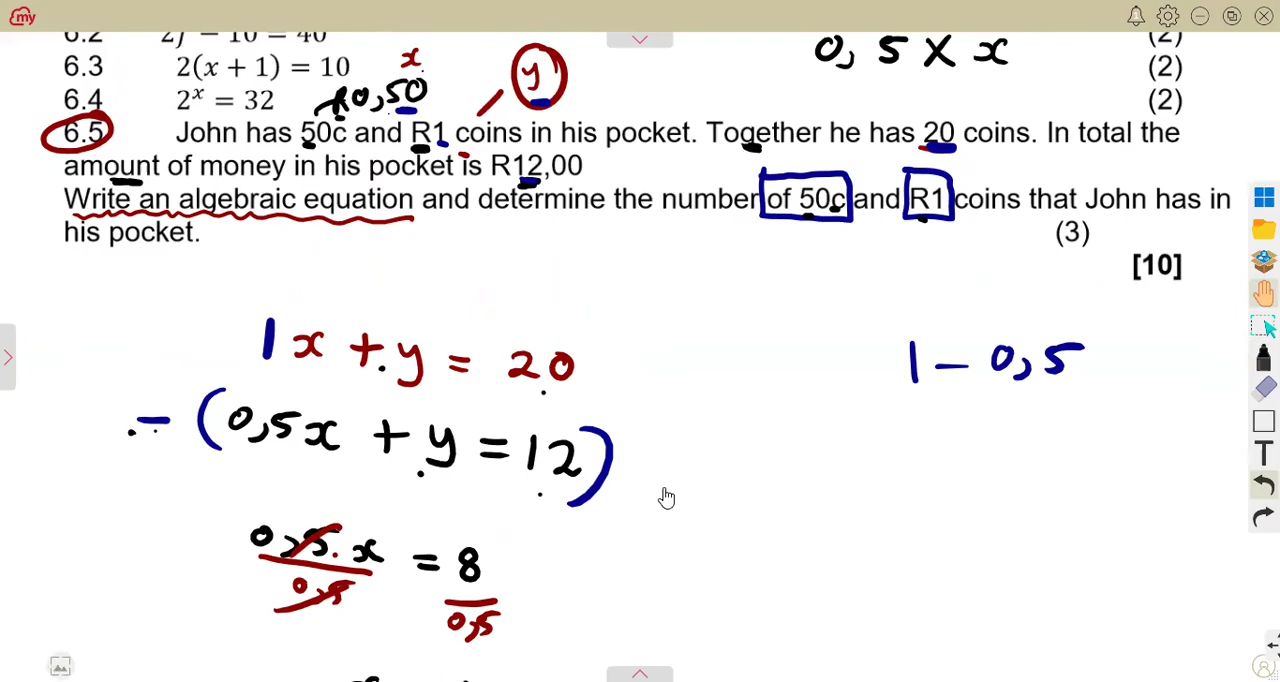 my
6.2 2) − 10 = 40 (2)
0,5 X x
6.3 2(x + 1) = 10 (2)
x
y
6.4 2ˣ = 32 (2)
R0,50
6.5 John has 50c and R1 coins in his pocket. Together he has 20 coins. In total the
amount of money in his pocket is R12,00
Write an algebraic equation and determine the number of 50c and R1 coins that John has in
his pocket. (3)
[10]
1x + y = 20
1 − 0,5
− (0,5x + y = 12)
0,5.x = 8
0,5 0,5
T